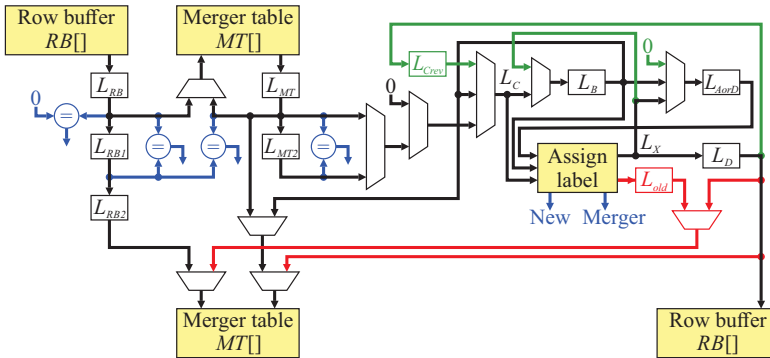 Row buffer
RB[]
Merger table
MT[]
L_RB
L_MT
L_Crev
0
0
0
L_C
L_B
L_AorD
=
L_RB1
=
=
L_MT2
=
Assign
label
L_X
L_D
L_RB2
L_old
New
Merger
Merger table
MT[]
Row buffer
RB[]